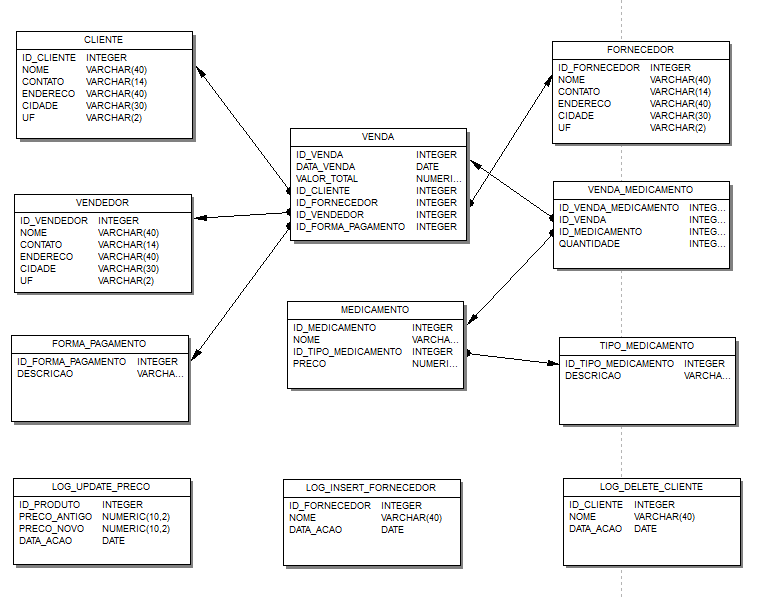 CLIENTE
ID_CLIENTE INTEGER
NOME VARCHAR(40)
CONTATO VARCHAR(14)
ENDERECO VARCHAR(40)
CIDADE VARCHAR(30)
UF VARCHAR(2)
FORNECEDOR
ID_FORNECEDOR INTEGER
NOME VARCHAR(40)
CONTATO VARCHAR(14)
ENDERECO VARCHAR(40)
CIDADE VARCHAR(30)
UF VARCHAR(2)
VENDA
ID_VENDA INTEGER
DATA_VENDA DATE
VALOR_TOTAL NUMERI...
ID_CLIENTE INTEGER
ID_FORNECEDOR INTEGER
ID_VENDEDOR INTEGER
ID_FORMA_PAGAMENTO INTEGER
VENDEDOR
ID_VENDEDOR INTEGER
NOME VARCHAR(40)
CONTATO VARCHAR(14)
ENDERECO VARCHAR(40)
CIDADE VARCHAR(30)
UF VARCHAR(2)
VENDA_MEDICAMENTO
ID_VENDA_MEDICAMENTO INTEG...
ID_VENDA INTEG...
ID_MEDICAMENTO INTEG...
QUANTIDADE INTEG...
FORMA_PAGAMENTO
ID_FORMA_PAGAMENTO INTEGER
DESCRICAO VARCHA...
MEDICAMENTO
ID_MEDICAMENTO INTEGER
NOME VARCHA...
ID_TIPO_MEDICAMENTO INTEGER
PRECO NUMERI...
TIPO_MEDICAMENTO
ID_TIPO_MEDICAMENTO INTEGER
DESCRICAO VARCHA...
LOG_UPDATE_PRECO
ID_PRODUTO INTEGER
PRECO_ANTIGO NUMERIC(10,2)
PRECO_NOVO NUMERIC(10,2)
DATA_ACAO DATE
LOG_INSERT_FORNECEDOR
ID_FORNECEDOR INTEGER
NOME VARCHAR(40)
DATA_ACAO DATE
LOG_DELETE_CLIENTE
ID_CLIENTE INTEGER
NOME VARCHAR(40)
DATA_ACAO DATE